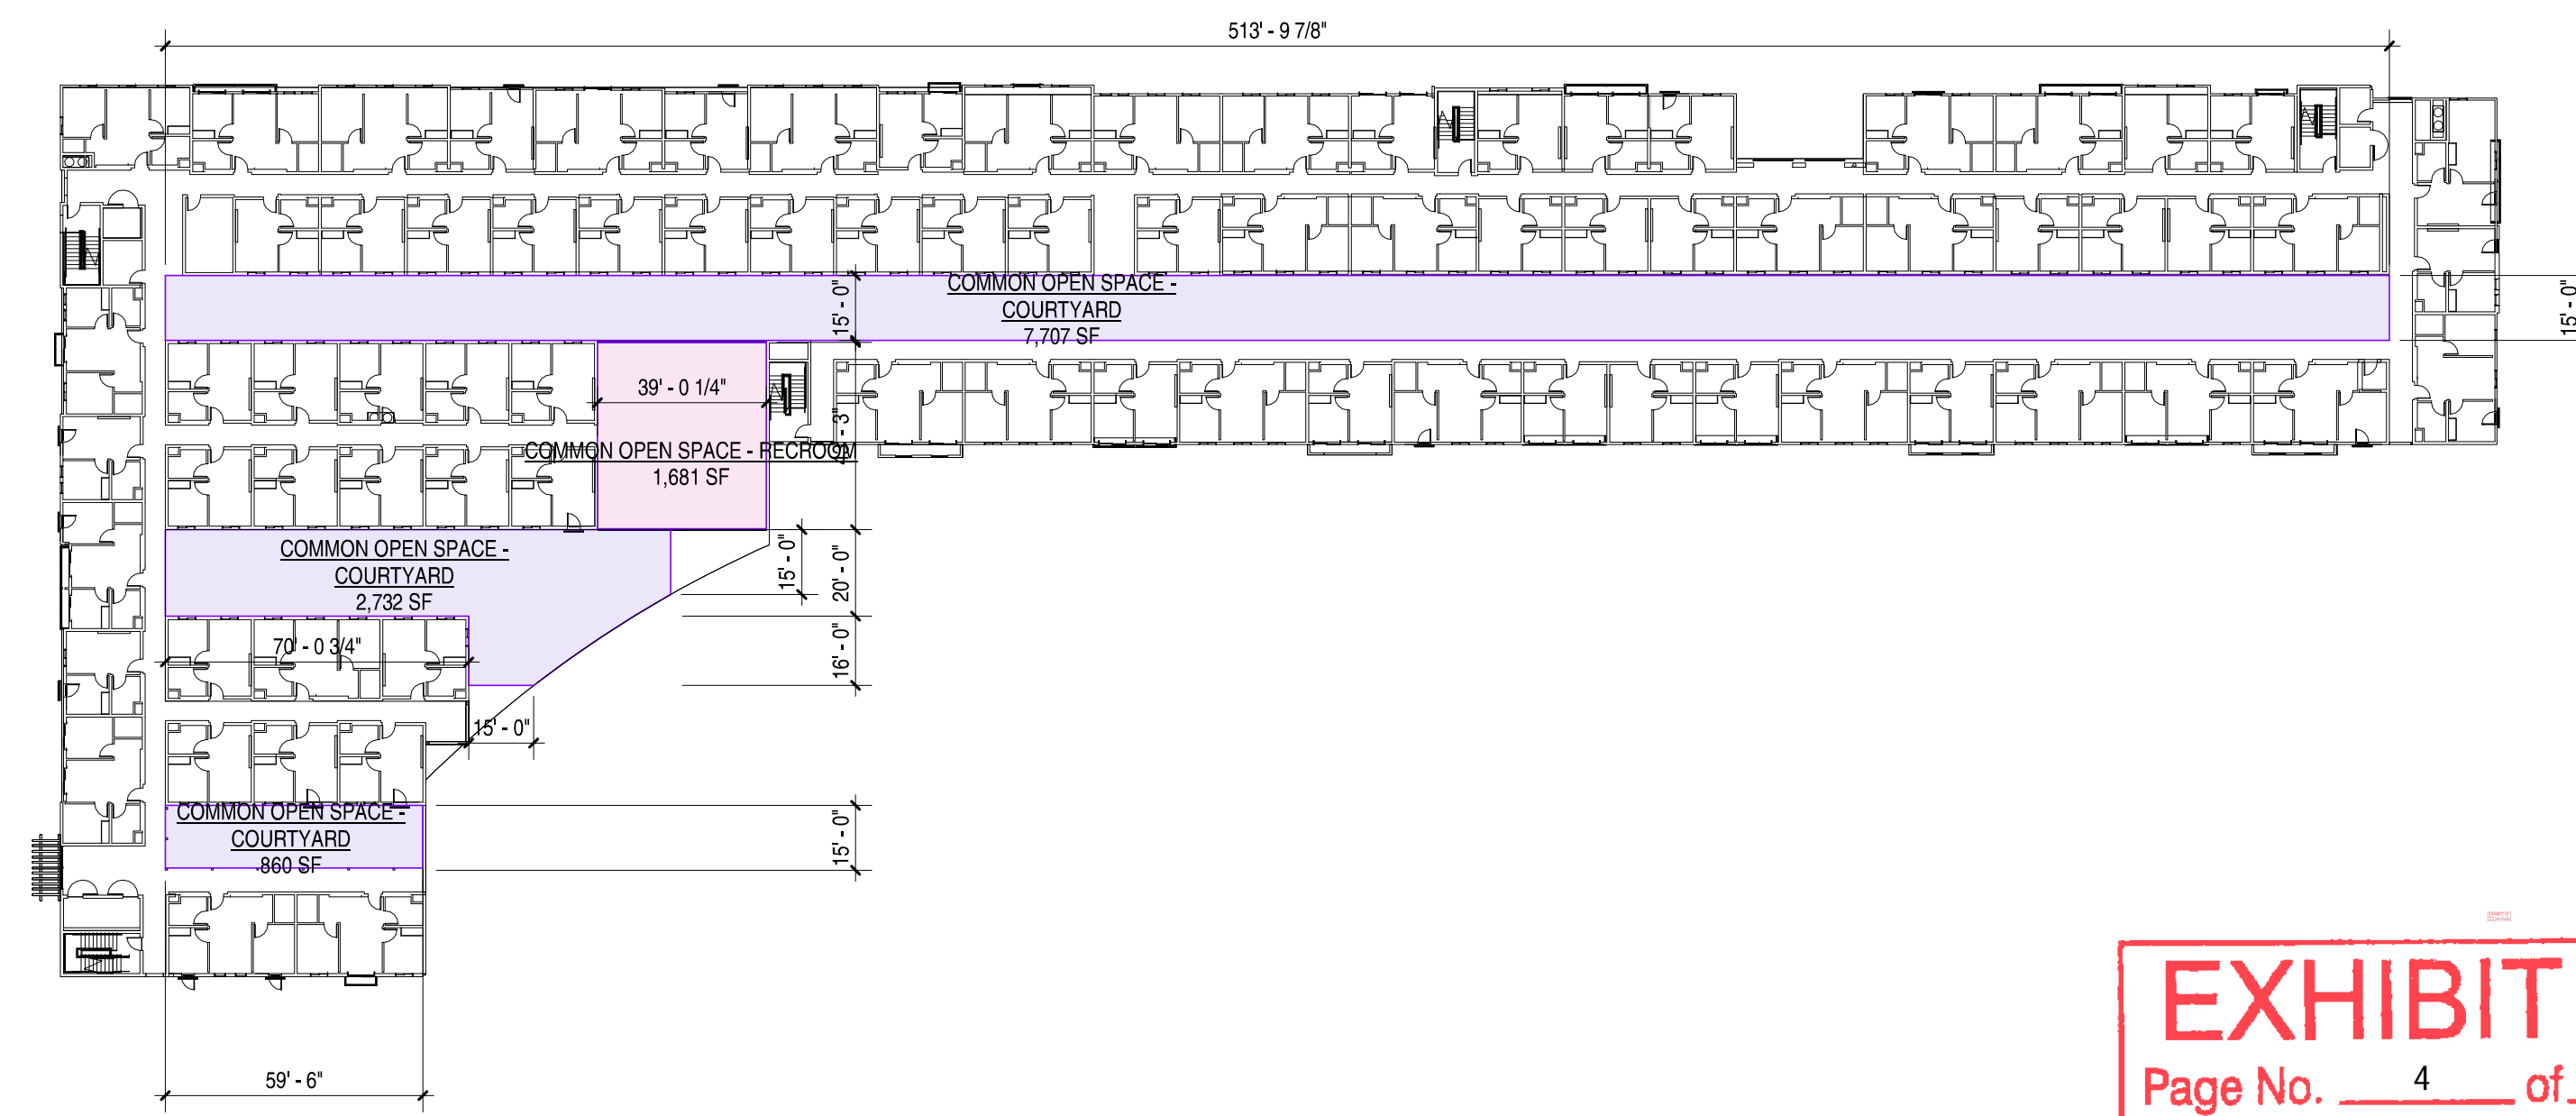 513' - 9 7/8"
COMMON OPEN SPACE -
COURTYARD
7,707 SF
15' - 0"
15' - 0"
39' - 0 1/4"
COMMON OPEN SPACE - RECROOM
1,681 SF
COMMON OPEN SPACE -
COURTYARD
2,732 SF
15' - 0"
20' - 0"
16' - 0"
70' - 0 3/4"
15' - 0"
COMMON OPEN SPACE -
COURTYARD
860 SF
15' - 0"
59' - 6"
EXHIBIT
Page No. 4 of